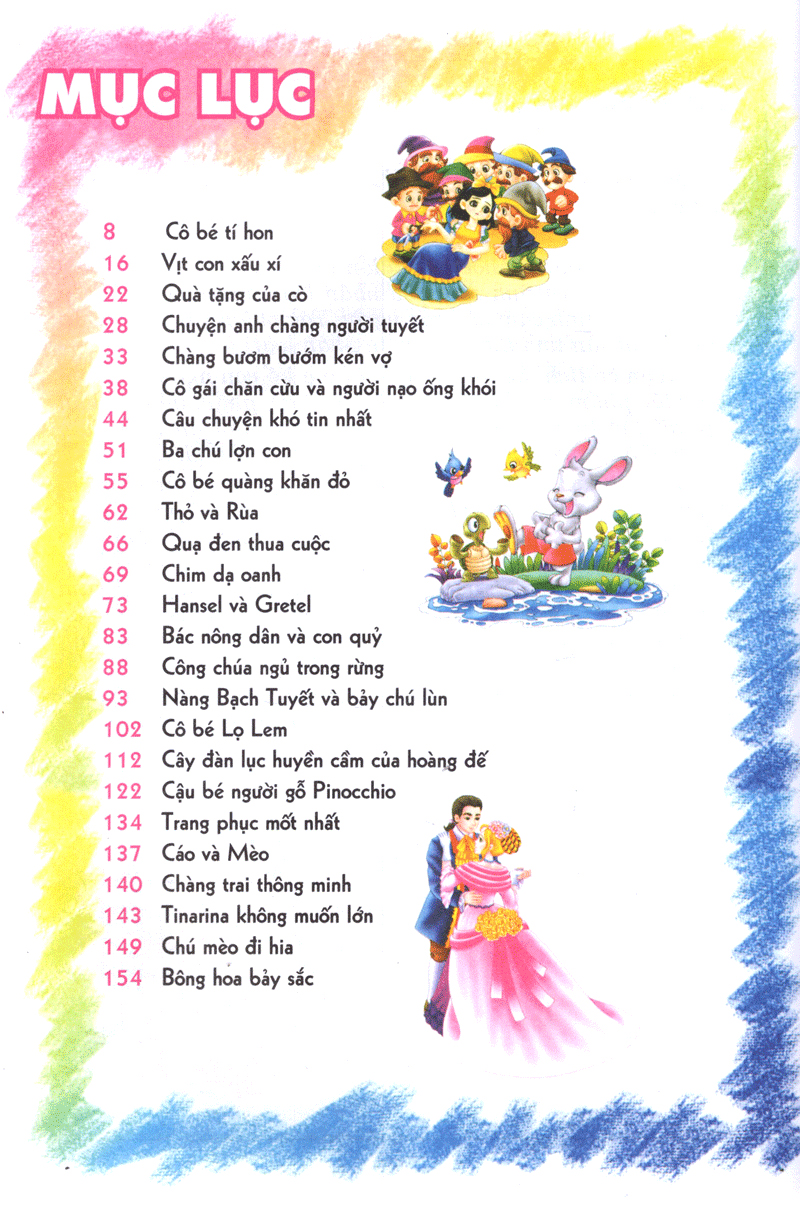 MỤC LỤC
8 Cô bé tí hon
16 Vịt con xấu xí
22 Quà tặng của cò
28 Chuyện anh chàng người tuyết
33 Chàng bươm bướm kén vợ
38 Cô gái chăn cừu và người nạo ống khói
44 Câu chuyện khó tin nhất
51 Ba chú lợn con
55 Cô bé quàng khăn đỏ
62 Thỏ và Rùa
66 Quạ đen thua cuộc
69 Chim dạ oanh
73 Hansel và Gretel
83 Bác nông dân và con quỷ
88 Công chúa ngủ trong rừng
93 Nàng Bạch Tuyết và bảy chú lùn
102 Cô bé Lọ Lem
112 Cây đàn lục huyền cầm của hoàng đế
122 Cậu bé người gỗ Pinocchio
134 Trang phục mốt nhất
137 Cáo và Mèo
140 Chàng trai thông minh
143 Tinarina không muốn lớn
149 Chú mèo đi hia
154 Bông hoa bảy sắc